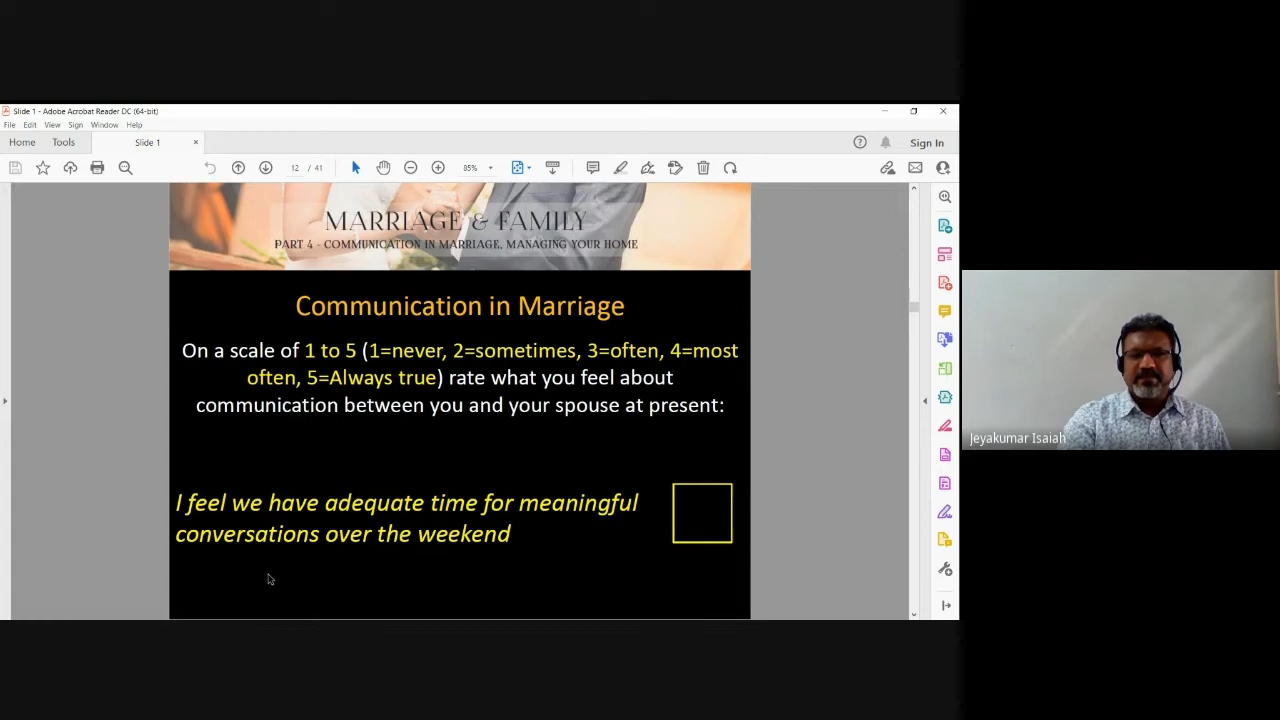 Slide 1 - Adobe Acrobat Reader DC (64-bit)
File Edit View Sign Window Help
Home Tools Slide 1 × Sign In
12 / 41 85%
MARRIAGE & FAMILY
PART 4 - COMMUNICATION IN MARRIAGE, MANAGING YOUR HOME
Communication in Marriage
On a scale of 1 to 5 (1=never, 2=sometimes, 3=often, 4=most
often, 5=Always true) rate what you feel about
communication between you and your spouse at present:
I feel we have adequate time for meaningful
conversations over the weekend
Jeyakumar Isaiah